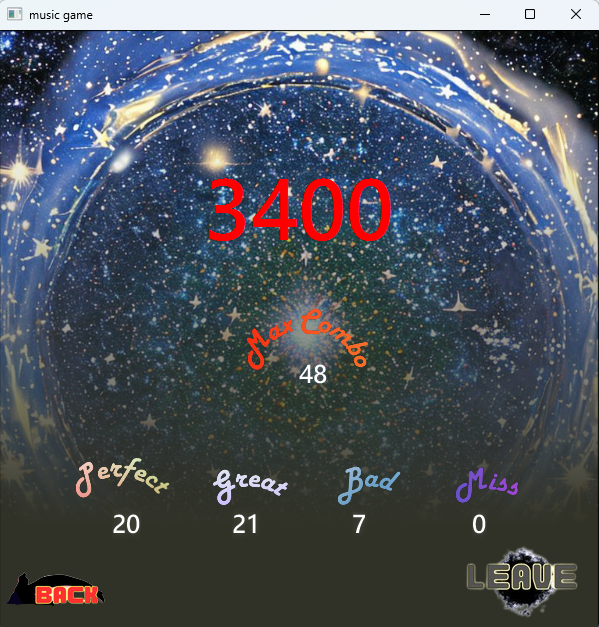 music game
3400
Max Combo
48
Perfect Great Bad Miss
20 21 7 0
BACK LEAVE